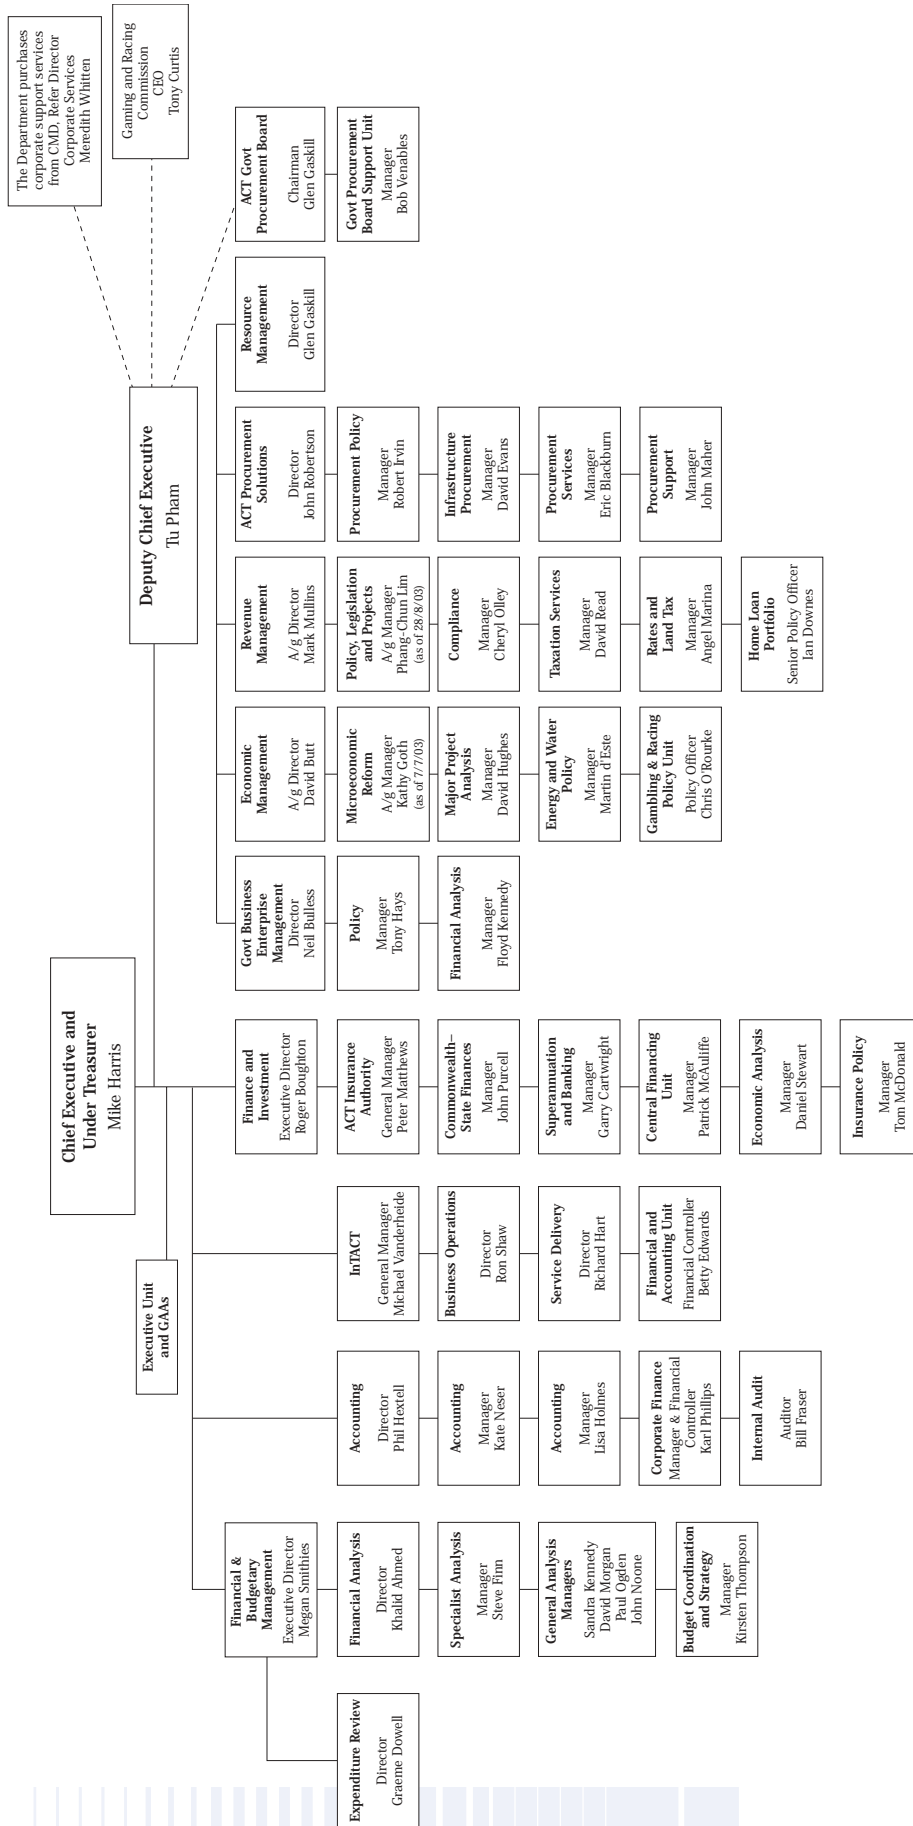 Chief Executive and
Under Treasurer
Mike Harris
The Department purchases
corporate support services
from CMD, Refer Director
Corporate Services
Meredith Whitten
Gaming and Racing
Commission
CEO
Tony Curtis
Deputy Chief Executive
Tu Pham
Executive Unit
and GAAs
Expenditure Review
Director
Graeme Dowell
Financial &
Budgetary
Management
Executive Director
Megan Smithies
Financial Analysis
Director
Khalid Ahmed
Specialist Analysis
Manager
Steve Finn
General Analysis
Managers
Sandra Kennedy
David Morgan
Paul Ogden
John Noone
Budget Coordination
and Strategy
Manager
Kirsten Thompson
Accounting
Director
Phil Hextell
Accounting
Manager
Kate Neser
Accounting
Manager
Lisa Holmes
Corporate Finance
Manager & Financial
Controller
Karl Phillips
Internal Audit
Auditor
Bill Fraser
InTACT
General Manager
Michael Vanderheide
Business Operations
Director
Ron Shaw
Service Delivery
Director
Richard Hart
Financial and
Accounting Unit
Financial Controller
Betty Edwards
Finance and
Investment
Executive Director
Roger Boughton
ACT Insurance
Authority
General Manager
Peter Matthews
Commonwealth–
State Finances
Manager
John Purcell
Superannuation
and Banking
Manager
Garry Cartwright
Central Financing
Unit
Manager
Patrick McAuliffe
Economic Analysis
Manager
Daniel Stewart
Insurance Policy
Manager
Tom McDonald
Govt Business
Enterprise
Management
Director
Neil Bulless
Policy
Manager
Tony Hays
Financial Analysis
Manager
Floyd Kennedy
Economic
Management
A/g Director
David Butt
Microeconomic
Reform
A/g Manager
Kathy Goth
(as of 7/7/03)
Major Project
Analysis
Manager
David Hughes
Energy and Water
Policy
Manager
Martin d'Este
Gambling & Racing
Policy Unit
Policy Officer
Chris O'Rourke
Revenue
Management
A/g Director
Mark Mullins
Policy, Legislation
and Projects
A/g Manager
Phang-Chun Lim
(as of 28/8/03)
Compliance
Manager
Cheryl Olley
Taxation Services
Manager
David Read
Rates and
Land Tax
Manager
Angel Marina
Home Loan
Portfolio
Senior Policy Officer
Ian Downes
ACT Procurement
Solutions
Director
John Robertson
Procurement Policy
Manager
Robert Irvin
Infrastructure
Procurement
Manager
David Evans
Procurement
Services
Manager
Eric Blackburn
Procurement
Support
Manager
John Maher
Resource
Management
Director
Glen Gaskill
ACT Govt
Procurement Board
Chairman
Glen Gaskill
Govt Procurement
Board Support Unit
Manager
Bob Venables